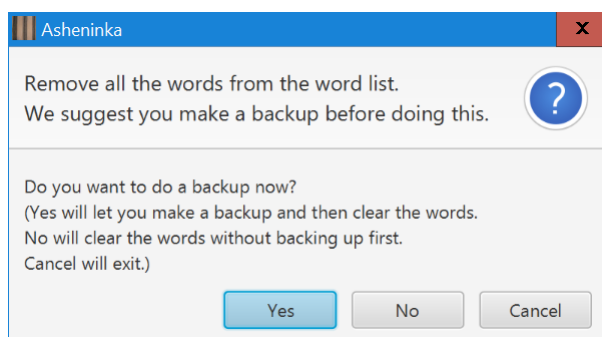 Asheninka
Remove all the words from the word list.
We suggest you make a backup before doing this.
Do you want to do a backup now?
(Yes will let you make a backup and then clear the words.
No will clear the words without backing up first.
Cancel will exit.)
Yes No Cancel